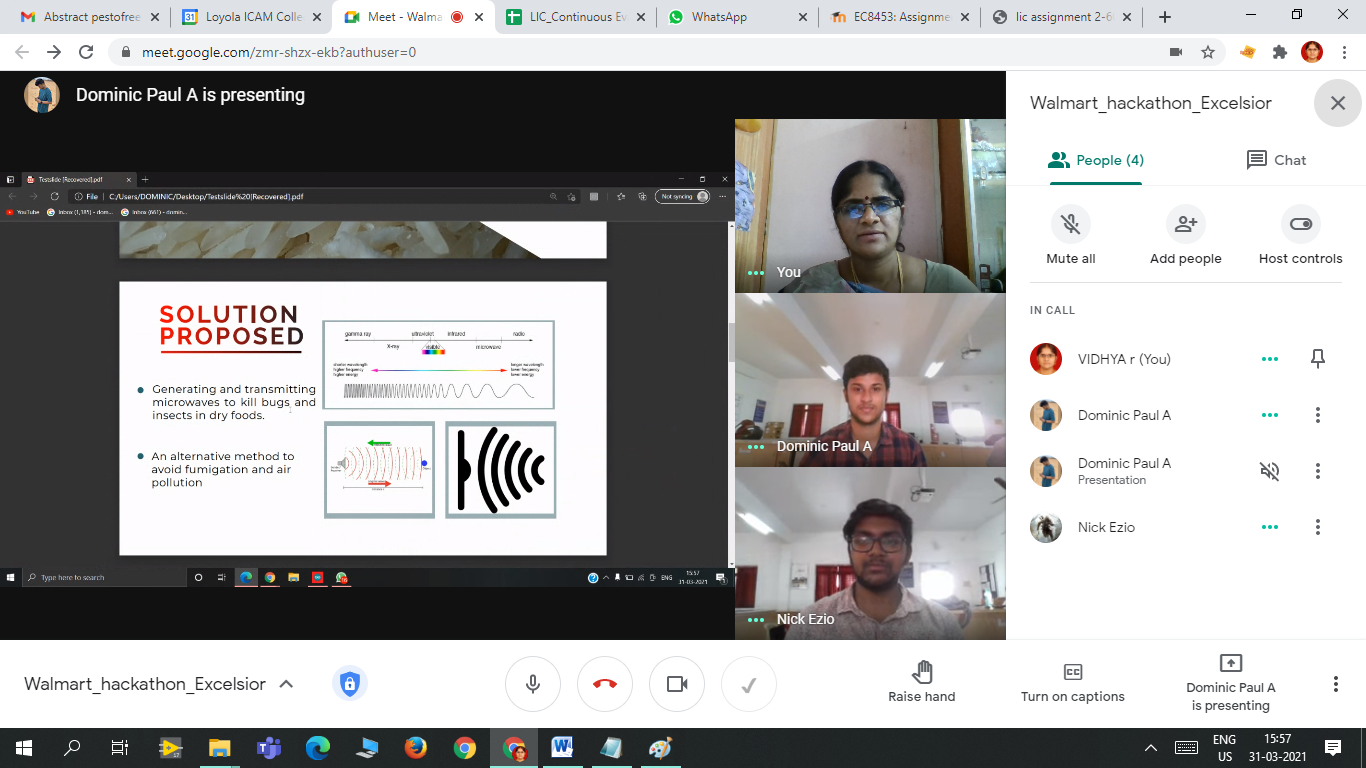 Abstract pestofree
Loyola ICAM Colle
Meet - Walma
LIC_Continuous Ev
WhatsApp
EC8453: Assignme
lic assignment 2-6
meet.google.com/zmr-shzx-ekb?authuser=0
Dominic Paul A is presenting
Testslide [Recovered].pdf
File
C:/Users/DOMINIC/Desktop/Testslide%20[Recovered].pdf
Not syncing
YouTube
Inbox (1,185) - dom...
Inbox (661) - domin...
SOLUTION
PROPOSED
Generating and transmitting
microwaves to kill bugs and
insects in dry foods.
An alternative method to
avoid fumigation and air
pollution
gamma ray
ultraviolet
infrared
radio
X-ray
visible
microwave
shorter wavelength
higher frequency
higher energy
longer wavelength
lower frequency
lower energy
Type here to search
ENG
15:57
31-03-2021
You
Dominic Paul A
Nick Ezio
Walmart_hackathon_Excelsior
People (4)
Chat
Mute all
Add people
Host controls
IN CALL
VIDHYA r (You)
Dominic Paul A
Dominic Paul A
Presentation
Nick Ezio
Walmart_hackathon_Excelsior
Raise hand
Turn on captions
Dominic Paul A
is presenting
ENG
US
15:57
31-03-2021